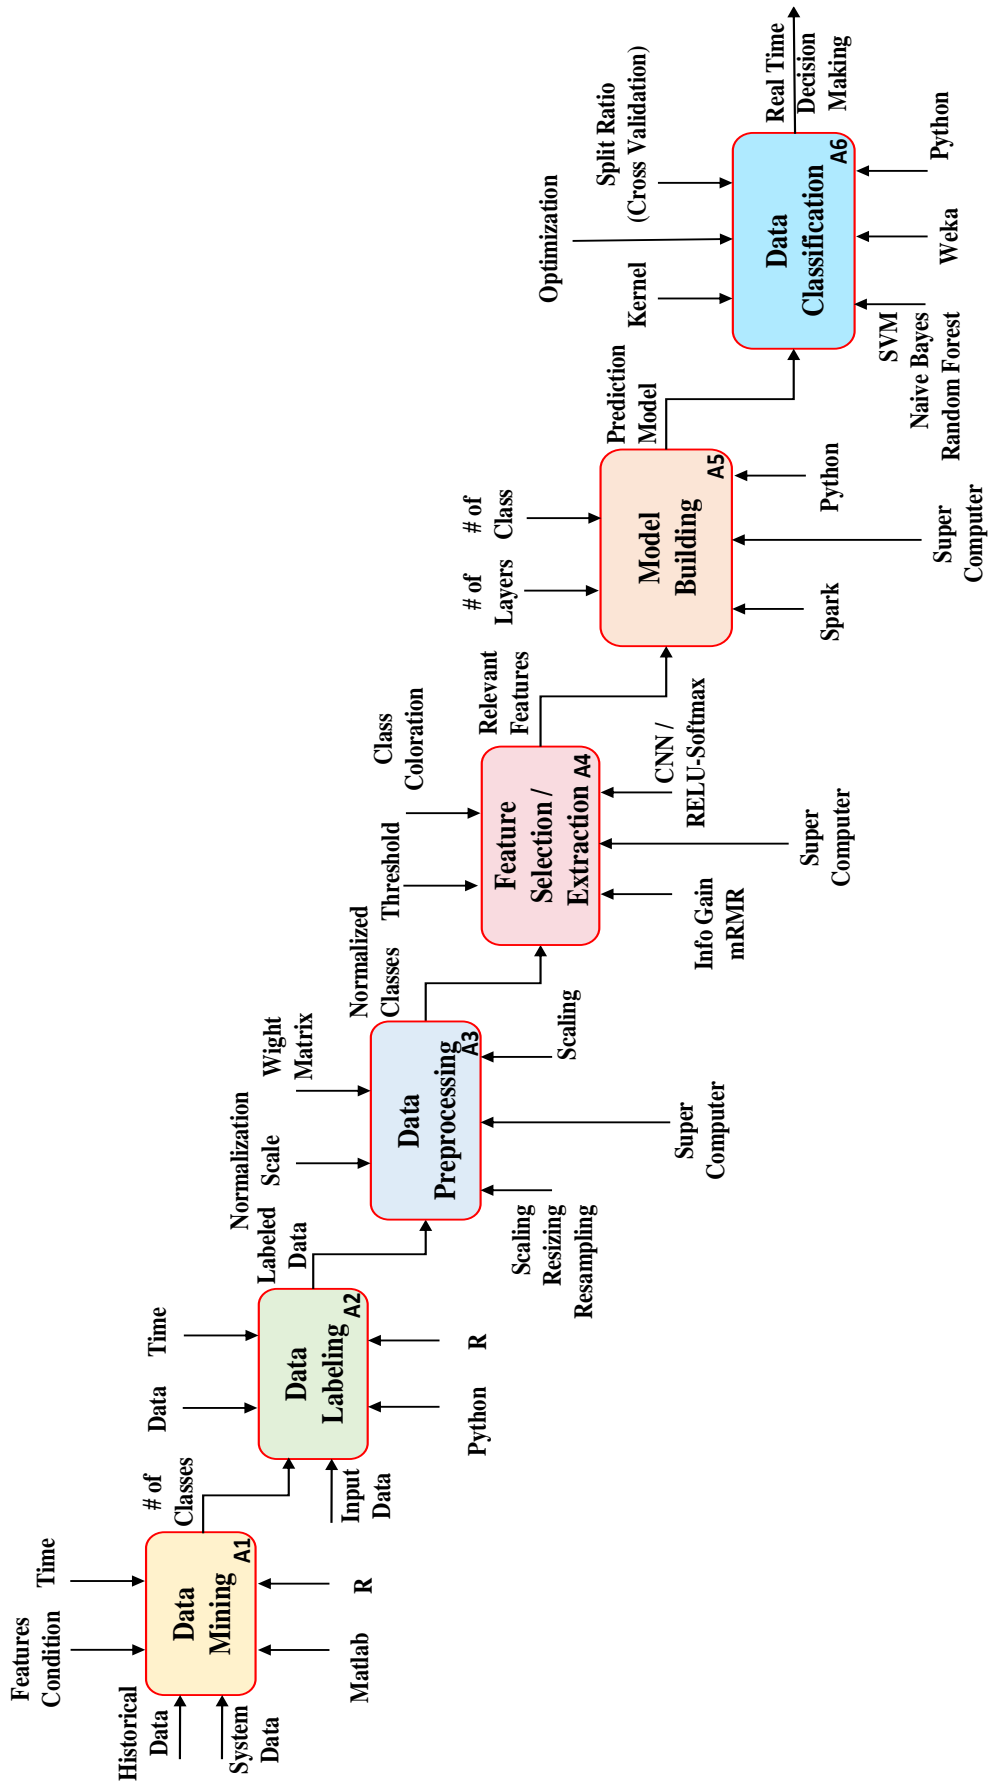 Features
Condition
Time
Historical
Data
System
Data
Data
Mining
A1
Matlab
R
# of
Classes
Data
Time
Input
Data
Data
Labeling
A2
Python
R
Labeled
Data
Normalization
Scale
Wight
Matrix
Data
Preprocessing
A3
Scaling
Resizing
Resampling
Super
Computer
Scaling
Normalized
Classes
Threshold
Class
Coloration
Feature
Selection /
Extraction
A4
Info Gain
mRMR
Super
Computer
CNN /
RELU-Softmax
Relevant
Features
# of
Layers
# of
Class
Model
Building
A5
Spark
Super
Computer
Python
Prediction
Model
Kernel
Optimization
Split Ratio
(Cross Validation)
Data
Classification
A6
SVM
Naive Bayes
Random Forest
Weka
Python
Real Time
Decision
Making